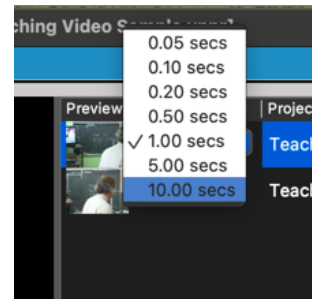 ching Video Sample
Preview
Projec
0.05 secs
0.10 secs
0.20 secs
0.50 secs
✓ 1.00 secs
5.00 secs
10.00 secs
Teach
Teach